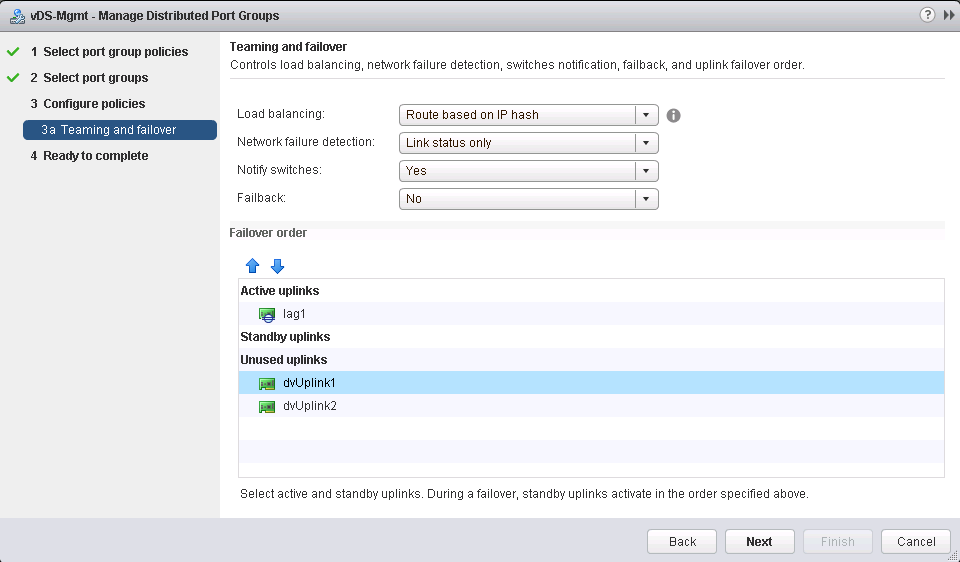 vDS-Mgmt - Manage Distributed Port Groups
1 Select port group policies
2 Select port groups
3 Configure policies
3a Teaming and failover
4 Ready to complete
Teaming and failover
Controls load balancing, network failure detection, switches notification, failback, and uplink failover order.
Load balancing: Route based on IP hash
Network failure detection: Link status only
Notify switches: Yes
Failback: No
Failover order
Active uplinks
lag1
Standby uplinks
Unused uplinks
dvUplink1
dvUplink2
Select active and standby uplinks. During a failover, standby uplinks activate in the order specified above.
Back Next Finish Cancel